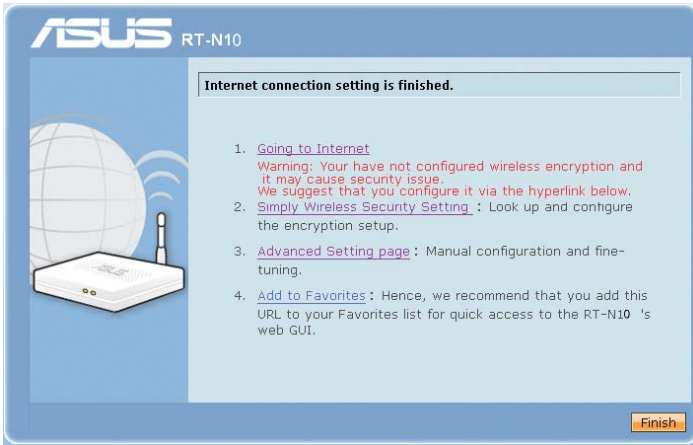 ASUS RT-N10
Internet connection setting is finished.
1. Going to Internet
Warning: Your have not configured wireless encryption and
it may cause security issue.
We suggest that you configure it via the hyperlink below.
2. Simply Wireless Security Setting : Look up and configure
the encryption setup.
3. Advanced Setting page : Manual configuration and fine-
tuning.
4. Add to Favorites : Hence, we recommend that you add this
URL to your Favorites list for quick access to the RT-N10 's
web GUI.
ASUS
Finish